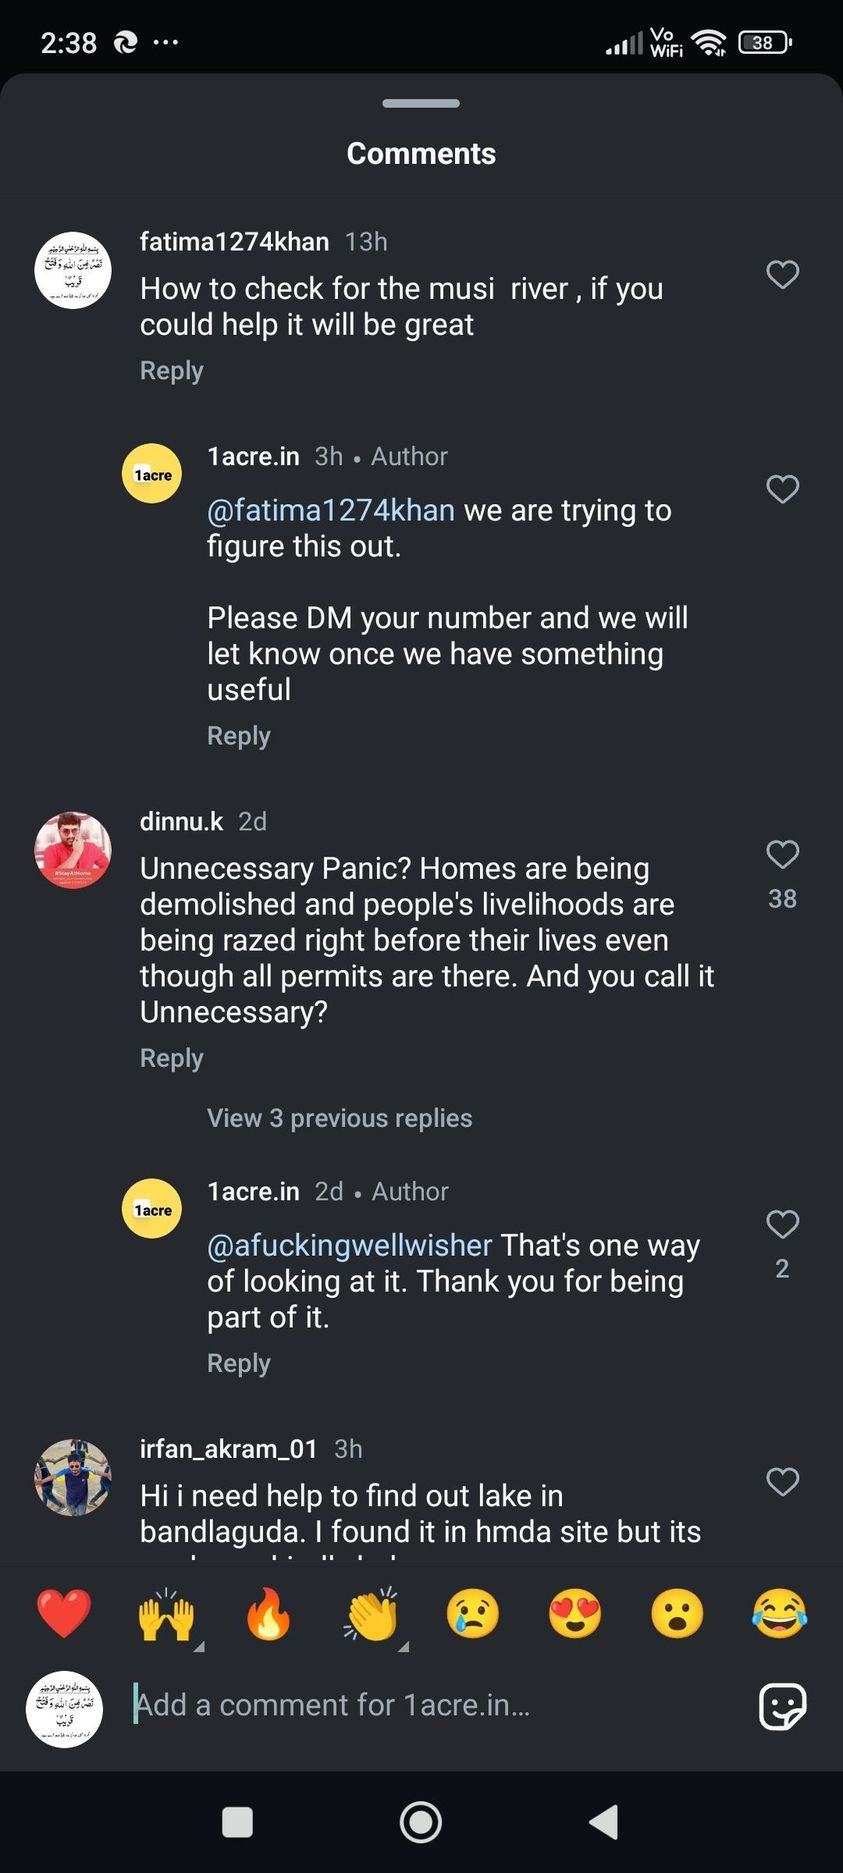 2:38
Vo
WiFi
38
Comments
fatima1274khan 13h
How to check for the musi  river , if you
could help it will be great
Reply
1acre
1acre.in 3h • Author
@fatima1274khan we are trying to
figure this out.
Please DM your number and we will
let know once we have something
useful
Reply
#StayAtHome
dinnu.k 2d
Unnecessary Panic? Homes are being
demolished and people's livelihoods are
being razed right before their lives even
though all permits are there. And you call it
Unnecessary?
38
Reply
View 3 previous replies
1acre
1acre.in 2d • Author
@afuckingwellwisher That's one way
of looking at it. Thank you for being
part of it.
2
Reply
irfan_akram_01 3h
Hi i need help to find out lake in
bandlaguda. I found it in hmda site but its
Add a comment for 1acre.in...